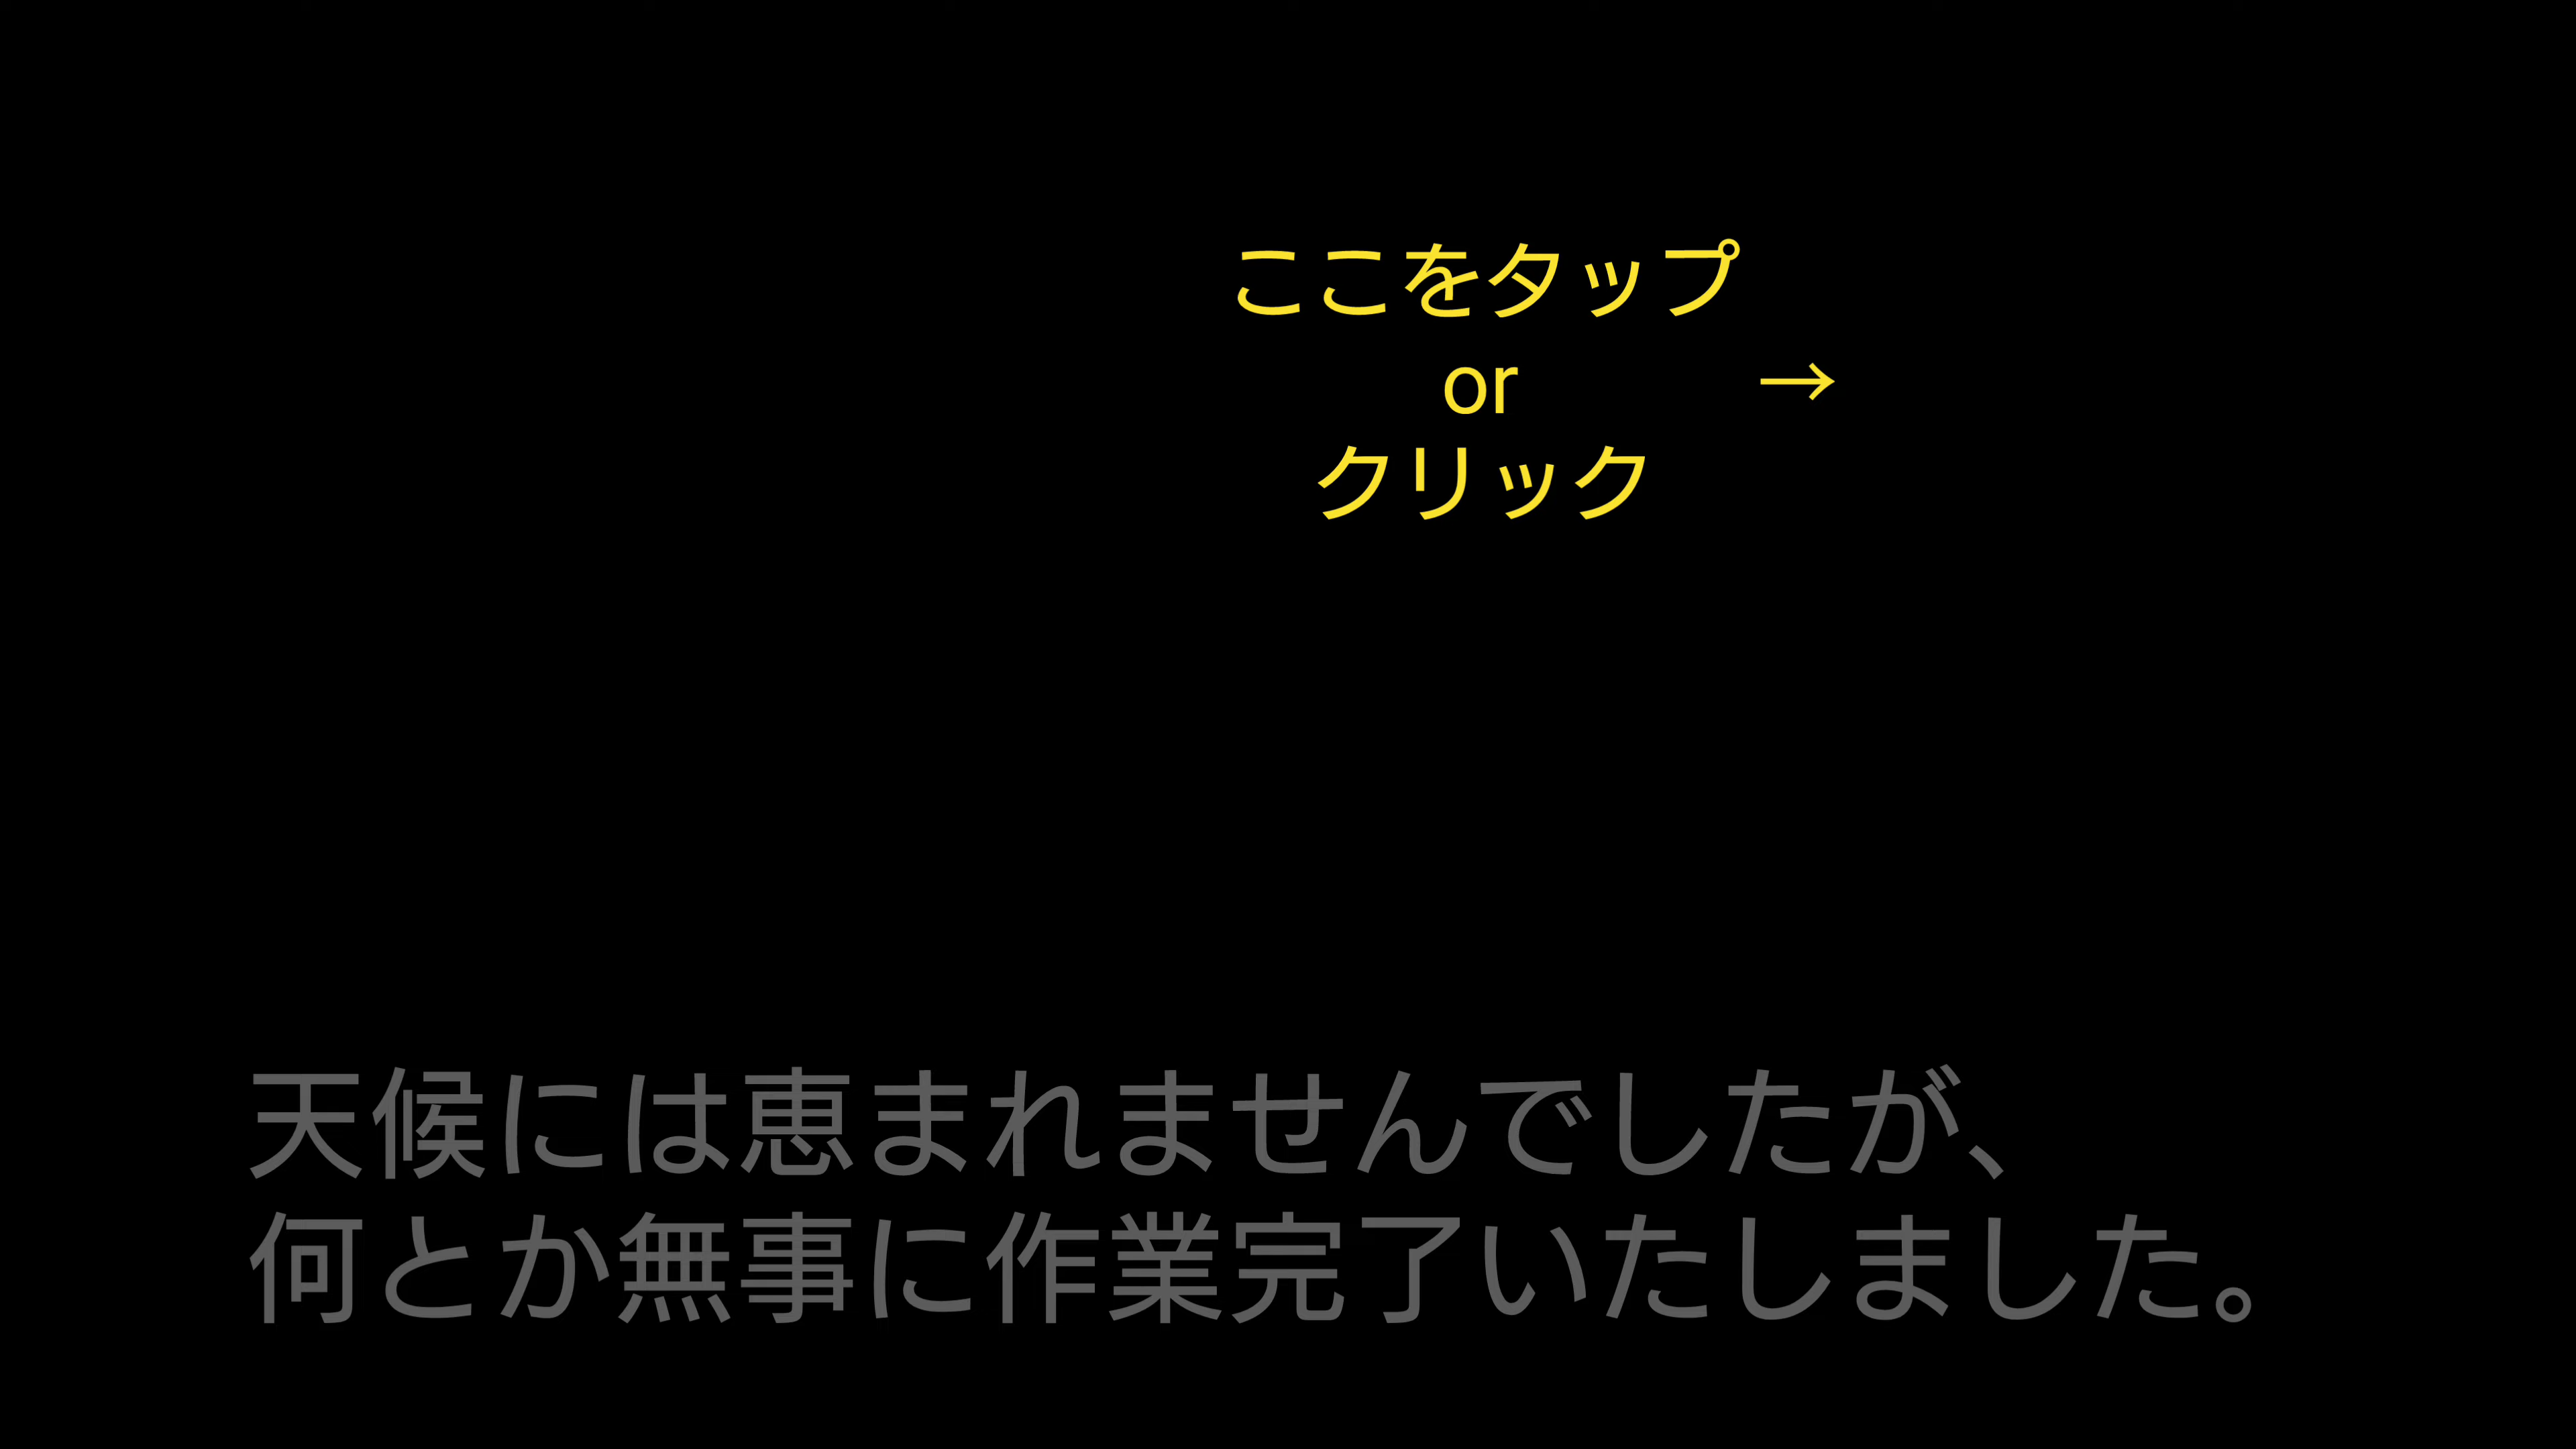 ここをタップ
or →
クリック
天候には恵まれませんでしたが、
何とか無事に作業完了いたしました。